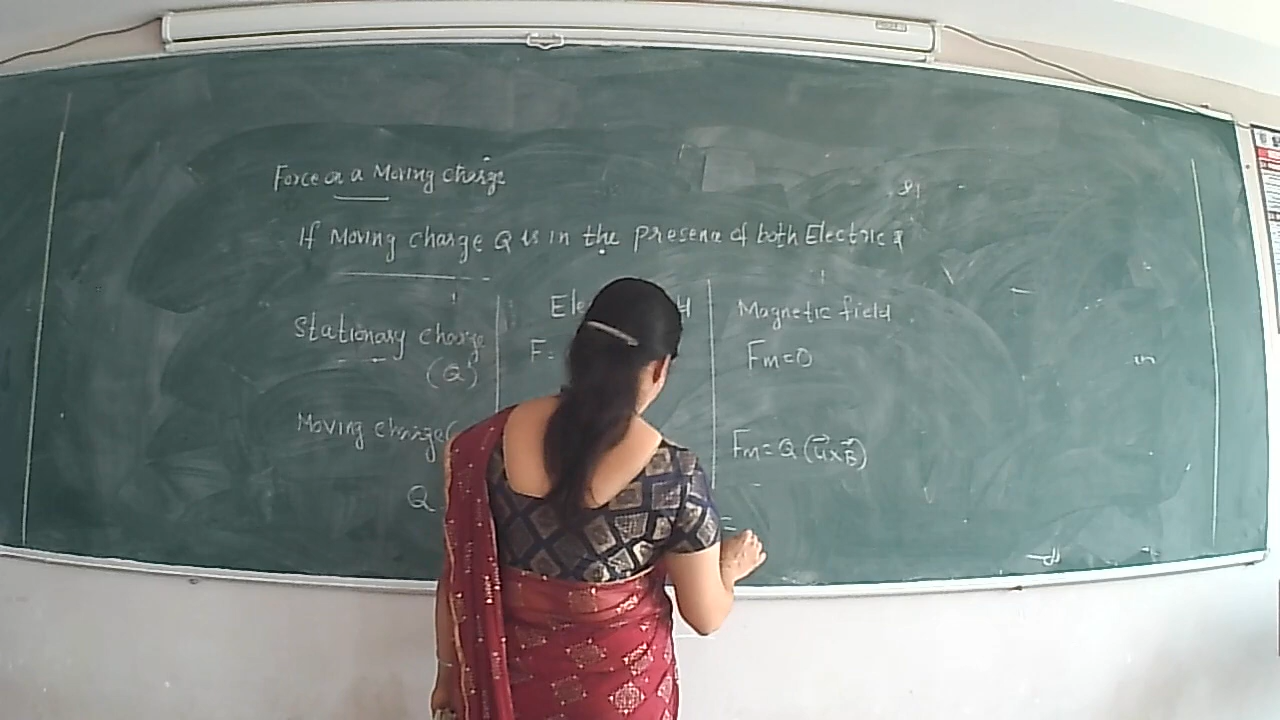 Force on a Moving charge
If Moving charge Q is in the presence of both Electric &
Magnetic field
Stationary charge
F=
Fm=0
(Q)
Moving charge(
Fm = Q (u⃗×B⃗)
Q
=